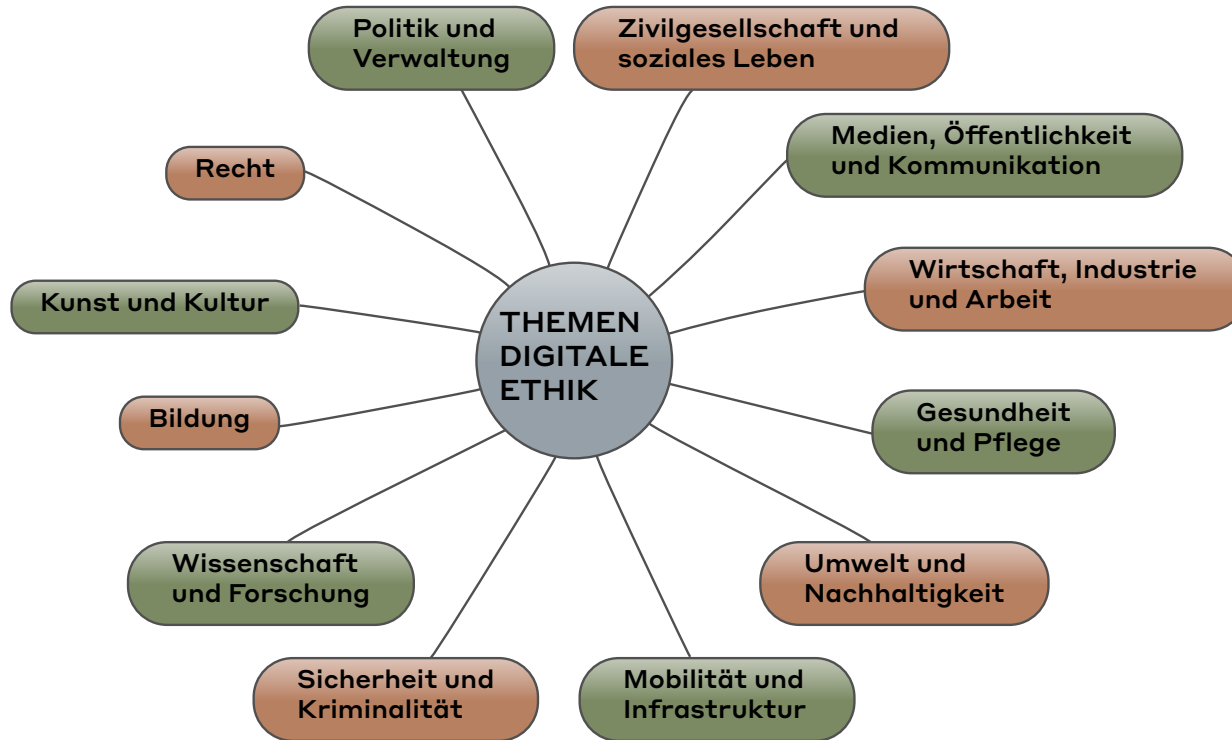 Politik und
Verwaltung
Zivilgesellschaft und
soziales Leben
Medien, Öffentlichkeit
und Kommunikation
Recht
Wirtschaft, Industrie
und Arbeit
Kunst und Kultur
THEMEN
DIGITALE
ETHIK
Bildung
Gesundheit
und Pflege
Wissenschaft
und Forschung
Umwelt und
Nachhaltigkeit
Sicherheit und
Kriminalität
Mobilität und
Infrastruktur